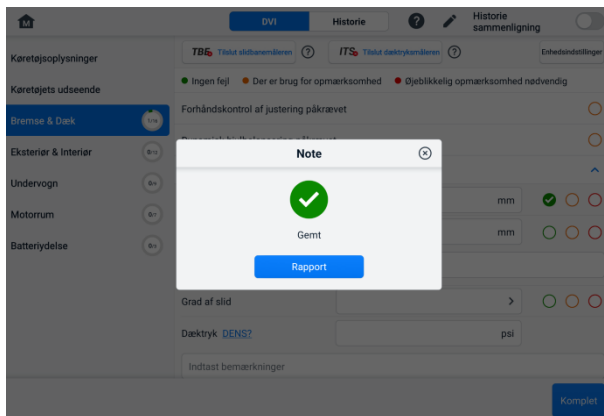 M
DVI
Historie
?
Historie
sammenligning
Køretøjsoplysninger
Køretøjets udseende
Bremse & Dæk
Eksteriør & Interiør
Undervogn
Motorrum
Batteriydelse
TBE Tilslut slidbanemåleren ?
ITS Tilslut dæktryksmåleren ?
Enhedsindstillinger
Ingen fejl
Der er brug for opmærksomhed
Øjeblikkelig opmærksomhed nødvendig
Forhåndskontrol af justering påkrævet
Note
Gemt
Rapport
mm
mm
Grad af slid
Dæktryk DENS?
psi
Indtast bemærkninger
Komplet